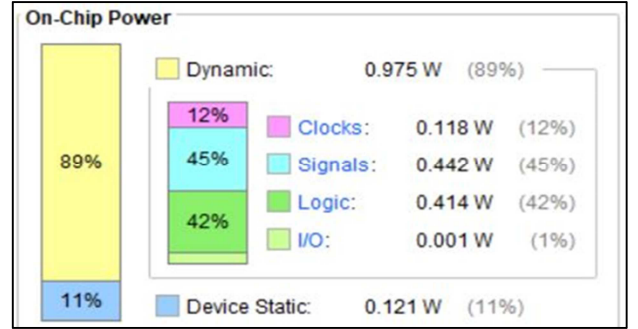 On-Chip Power
Dynamic: 0.975 W (89%)
12%
Clocks: 0.118 W (12%)
89%
45%
Signals: 0.442 W (45%)
42%
Logic: 0.414 W (42%)
I/O: 0.001 W (1%)
11%
Device Static: 0.121 W (11%)